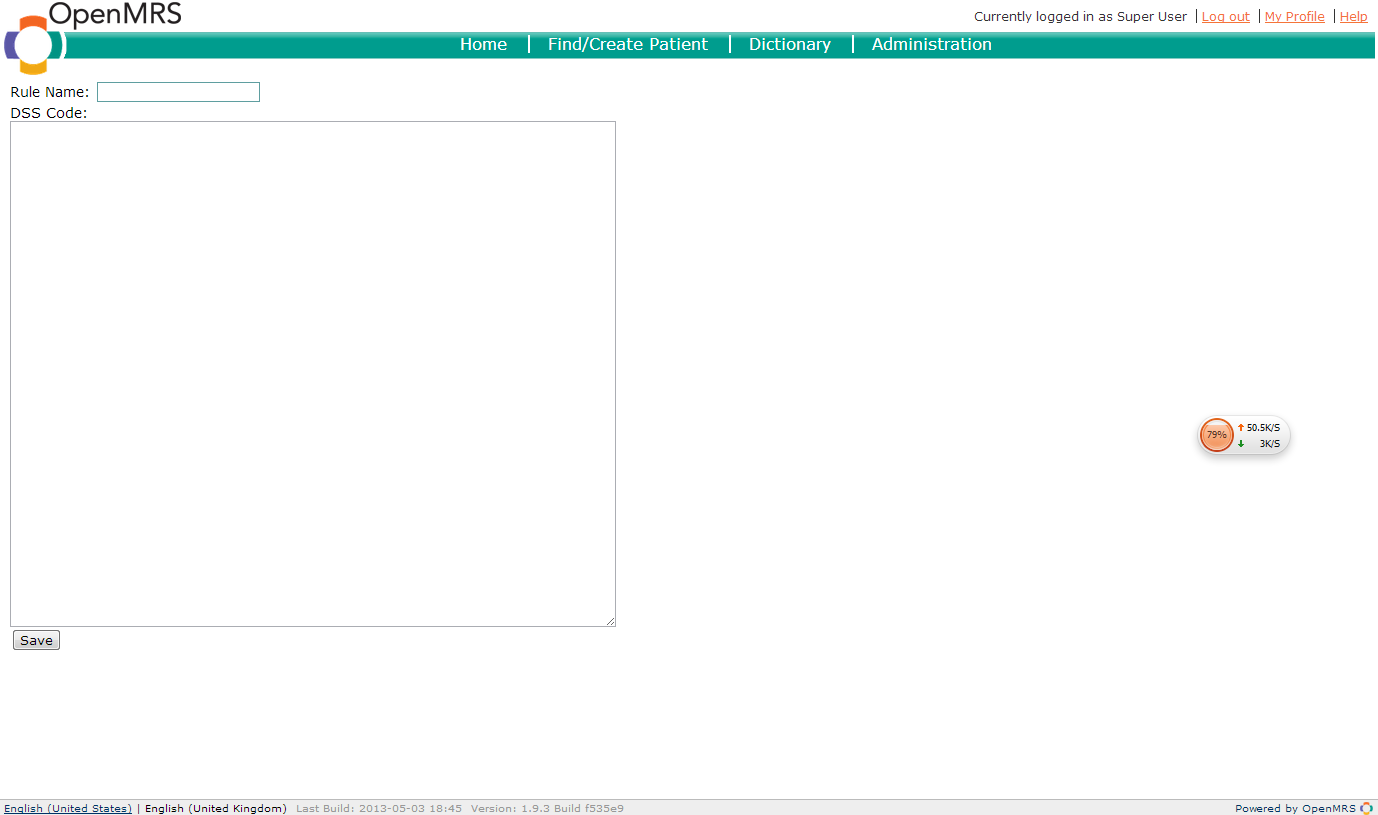 OpenMRS
Currently logged in as Super User | Log out | My Profile | Help
Home | Find/Create Patient | Dictionary | Administration
Rule Name:
DSS Code:
79% 50.5K/S
3K/S
Save
English (United States) | English (United Kingdom) Last Build: 2013-05-03 18:45 Version: 1.9.3 Build f535e9 Powered by OpenMRS